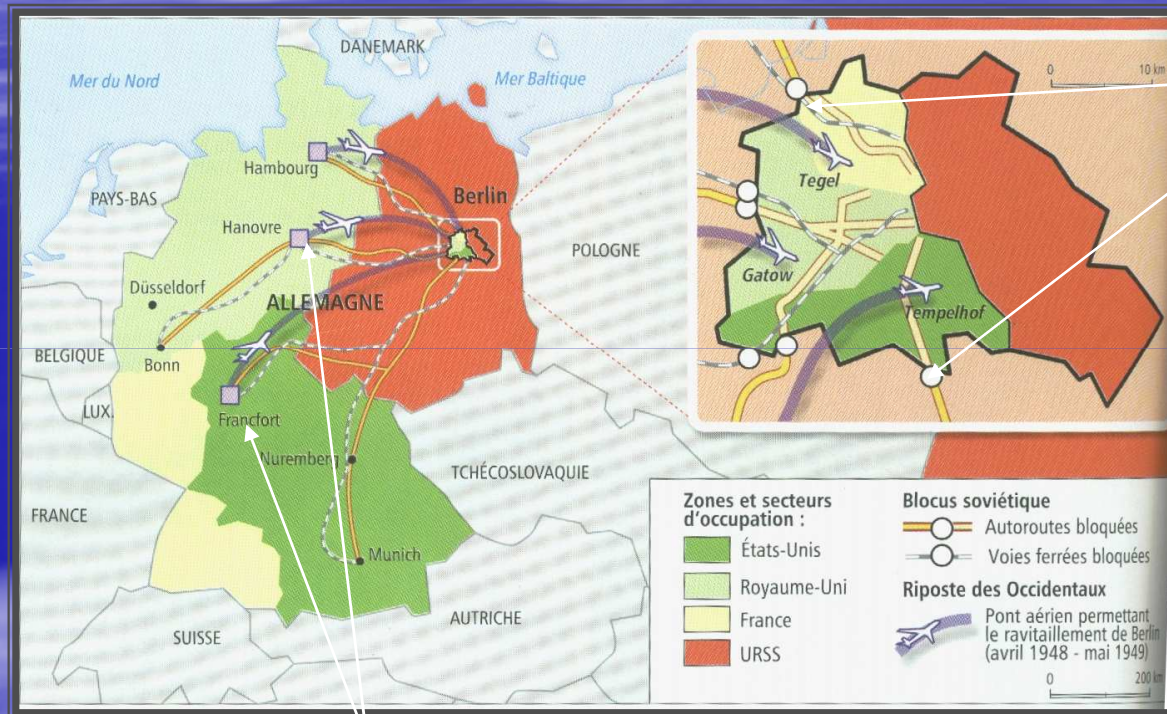 DANEMARK
Mer du Nord
Mer Baltique
Hambourg
PAYS-BAS
Berlin
Hanovre
POLOGNE
Düsseldorf
ALLEMAGNE
BELGIQUE
Bonn
LUX.
Francfort
Nuremberg
TCHÉCOSLOVAQUIE
FRANCE
Munich
AUTRICHE
SUISSE
0 10 km
Tegel
Gatow
Tempelhof
Zones et secteurs
d'occupation :
États-Unis
Royaume-Uni
France
URSS
Blocus soviétique
Autoroutes bloquées
Voies ferrées bloquées
Riposte des Occidentaux
Pont aérien permettant
le ravitaillement de Berlin
(avril 1948 - mai 1949)
0 200 km